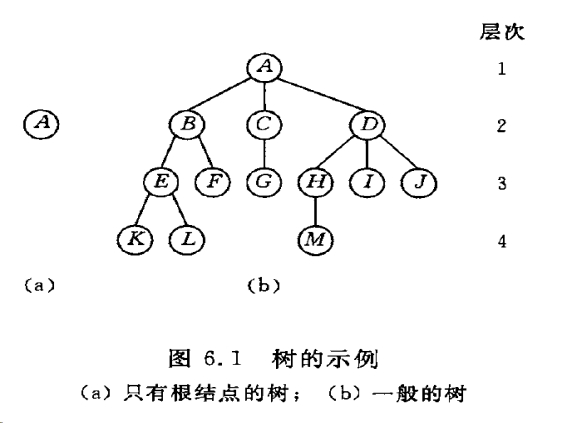 层次
A 1
A B C D 2
E F G H I J 3
K L M 4
(a) (b)
图 6.1 树的示例
(a) 只有根结点的树； (b) 一般的树